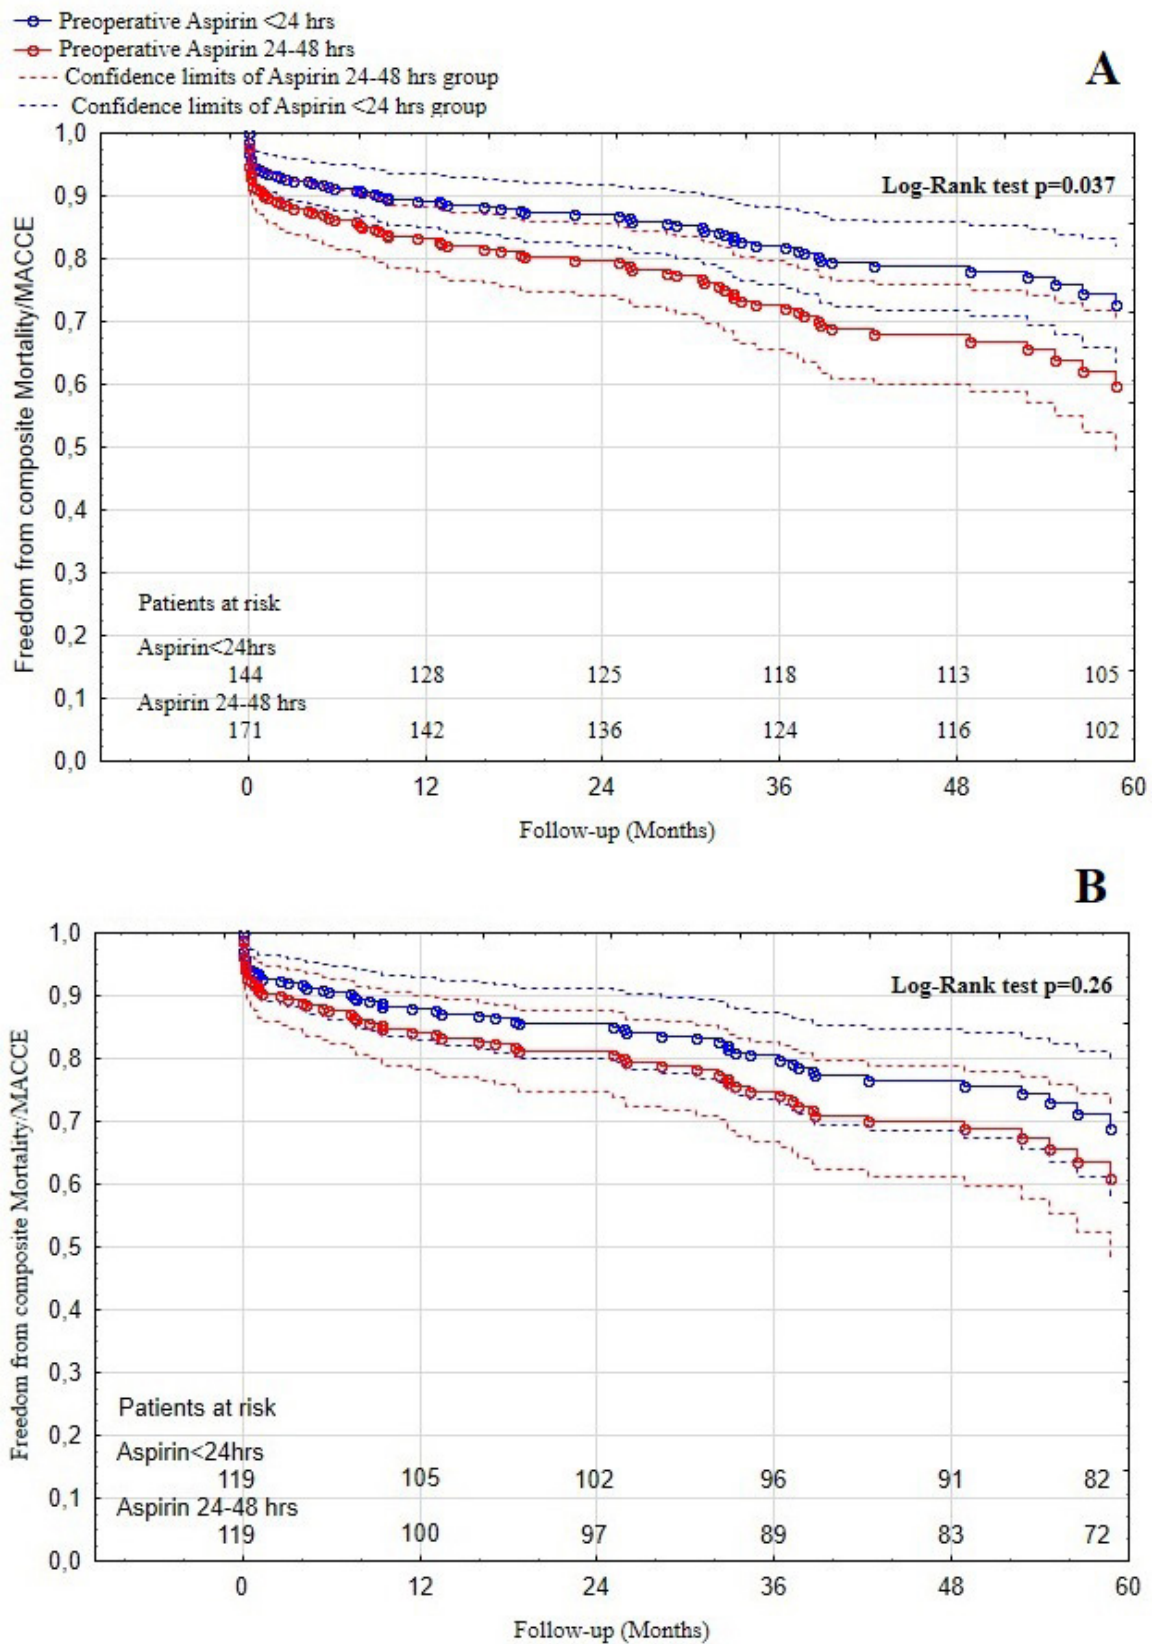 Preoperative Aspirin <24 hrs
Preoperative Aspirin 24-48 hrs
Confidence limits of Aspirin 24-48 hrs group
Confidence limits of Aspirin <24 hrs group
A
Freedom from composite Mortality/MACCE
1,0
0,9
0,8
0,7
0,6
0,5
0,4
0,3
0,2
0,1
0,0
Log-Rank test p=0.037
Patients at risk
Aspirin<24hrs
144 128 125 118 113 105
Aspirin 24-48 hrs
171 142 136 124 116 102
0 12 24 36 48 60
Follow-up (Months)
B
Freedom from composite Mortality/MACCE
1,0
0,9
0,8
0,7
0,6
0,5
0,4
0,3
0,2
0,1
0,0
Log-Rank test p=0.26
Patients at risk
Aspirin<24hrs
119 105 102 96 91 82
Aspirin 24-48 hrs
119 100 97 89 83 72
0 12 24 36 48 60
Follow-up (Months)